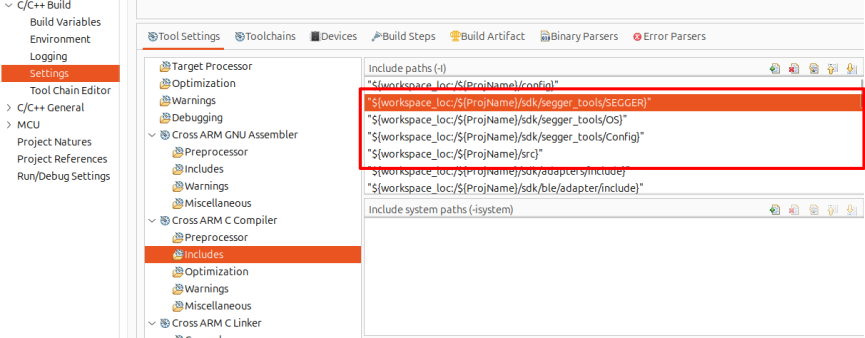 C/C++ Build
Build Variables
Environment
Logging
Settings
Tool Chain Editor
C/C++ General
MCU
Project Natures
Project References
Run/Debug Settings
Tool Settings Toolchains Devices Build Steps Build Artifact Binary Parsers Error Parsers
Target Processor
Optimization
Warnings
Debugging
Cross ARM GNU Assembler
Preprocessor
Includes
Warnings
Miscellaneous
Cross ARM C Compiler
Preprocessor
Includes
Optimization
Warnings
Miscellaneous
Cross ARM C Linker
Include paths (-I)
"${workspace_loc:/${ProjName}/config}"
"${workspace_loc:/${ProjName}/sdk/segger_tools/SEGGER}"
"${workspace_loc:/${ProjName}/sdk/segger_tools/OS}"
"${workspace_loc:/${ProjName}/sdk/segger_tools/Config}"
"${workspace_loc:/${ProjName}/src}"
"${workspace_loc:/${ProjName}/sdk/adapters/include}"
"${workspace_loc:/${ProjName}/sdk/ble/adapter/include}"
Include system paths (-isystem)